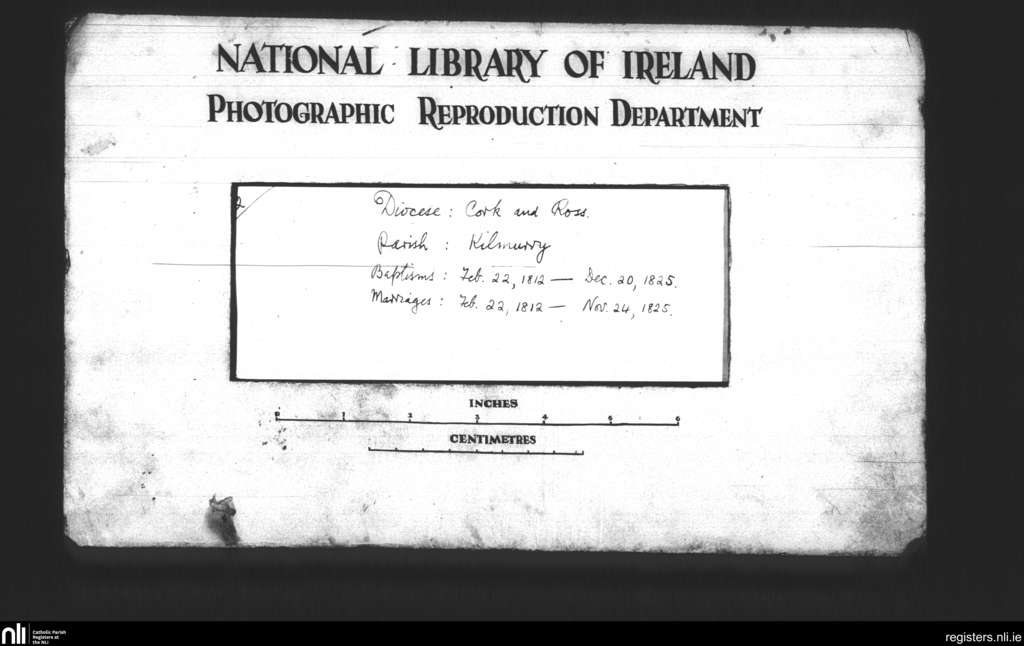 NATIONAL LIBRARY OF IRELAND
PHOTOGRAPHIC REPRODUCTION DEPARTMENT
2
Diocese: Cork and Ross.
Parish : Kilmurry
Baptisms : Feb. 22, 1812 — Dec. 20, 1825.
Marriages : Feb. 22, 1812 — Nov. 24, 1825.
INCHES
0 1 2 3 4 5 6
CENTIMETRES
nli
Catholic Parish
Registers at
the NLI
registers.nli.ie